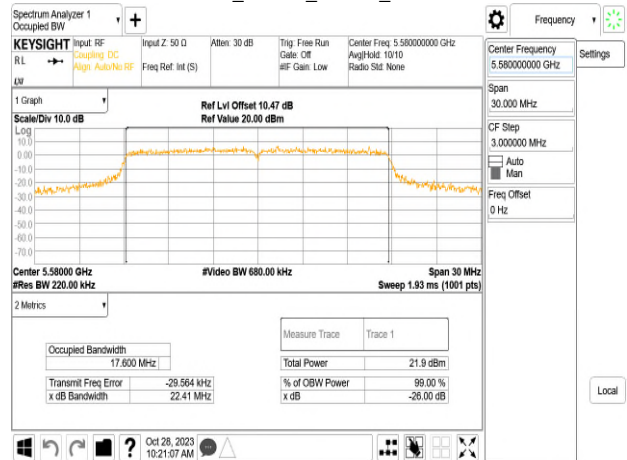 Spectrum Analyzer 1
Occupied BW
+
Frequency
KEYSIGHT
Input: RF
Input Z: 50 Ω
Atten: 30 dB
Trig: Free Run
Center Freq: 5.580000000 GHz
RL
Coupling: DC
Gate: Off
Avg|Hold: 10/10
Align: Auto/No RF
Freq Ref: Int (S)
#IF Gain: Low
Radio Std: None
LXI
Center Frequency
5.580000000 GHz
Settings
Span
30.000 MHz
CF Step
3.000000 MHz
Auto
Man
Freq Offset
0 Hz
Local
1 Graph
Ref Lvl Offset 10.47 dB
Scale/Div 10.0 dB
Ref Value 20.00 dBm
Log
10.0
0.00
-10.0
-20.0
-30.0
-40.0
-50.0
-60.0
-70.0
Center 5.58000 GHz
#Video BW 680.00 kHz
Span 30 MHz
#Res BW 220.00 kHz
Sweep 1.93 ms (1001 pts)
2 Metrics
Measure Trace
Trace 1
Occupied Bandwidth
17.600 MHz
Total Power
21.9 dBm
Transmit Freq Error
-29.564 kHz
% of OBW Power
99.00 %
x dB Bandwidth
22.41 MHz
x dB
-26.00 dB
?
Oct 28, 2023
10:21:07 AM